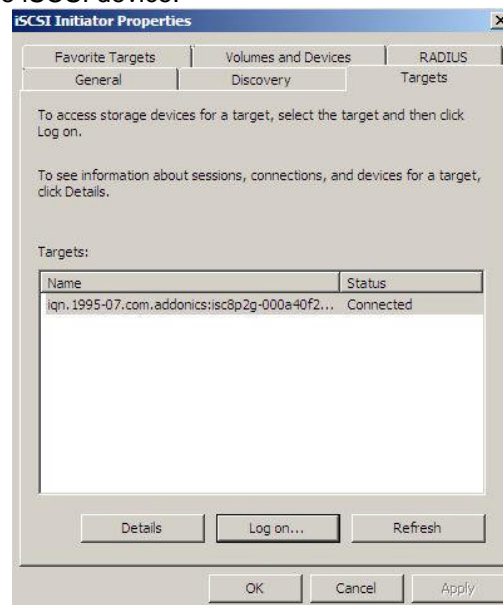 iSCSI device.
iSCSI Initiator Properties
Favorite Targets Volumes and Devices RADIUS
General Discovery Targets
To access storage devices for a target, select the target and then click
Log on.
To see information about sessions, connections, and devices for a target,
click Details.
Targets:
Name Status
iqn.1995-07.com.addonics:isc8p2g-000a40f2... Connected
Details Log on... Refresh
OK Cancel Apply